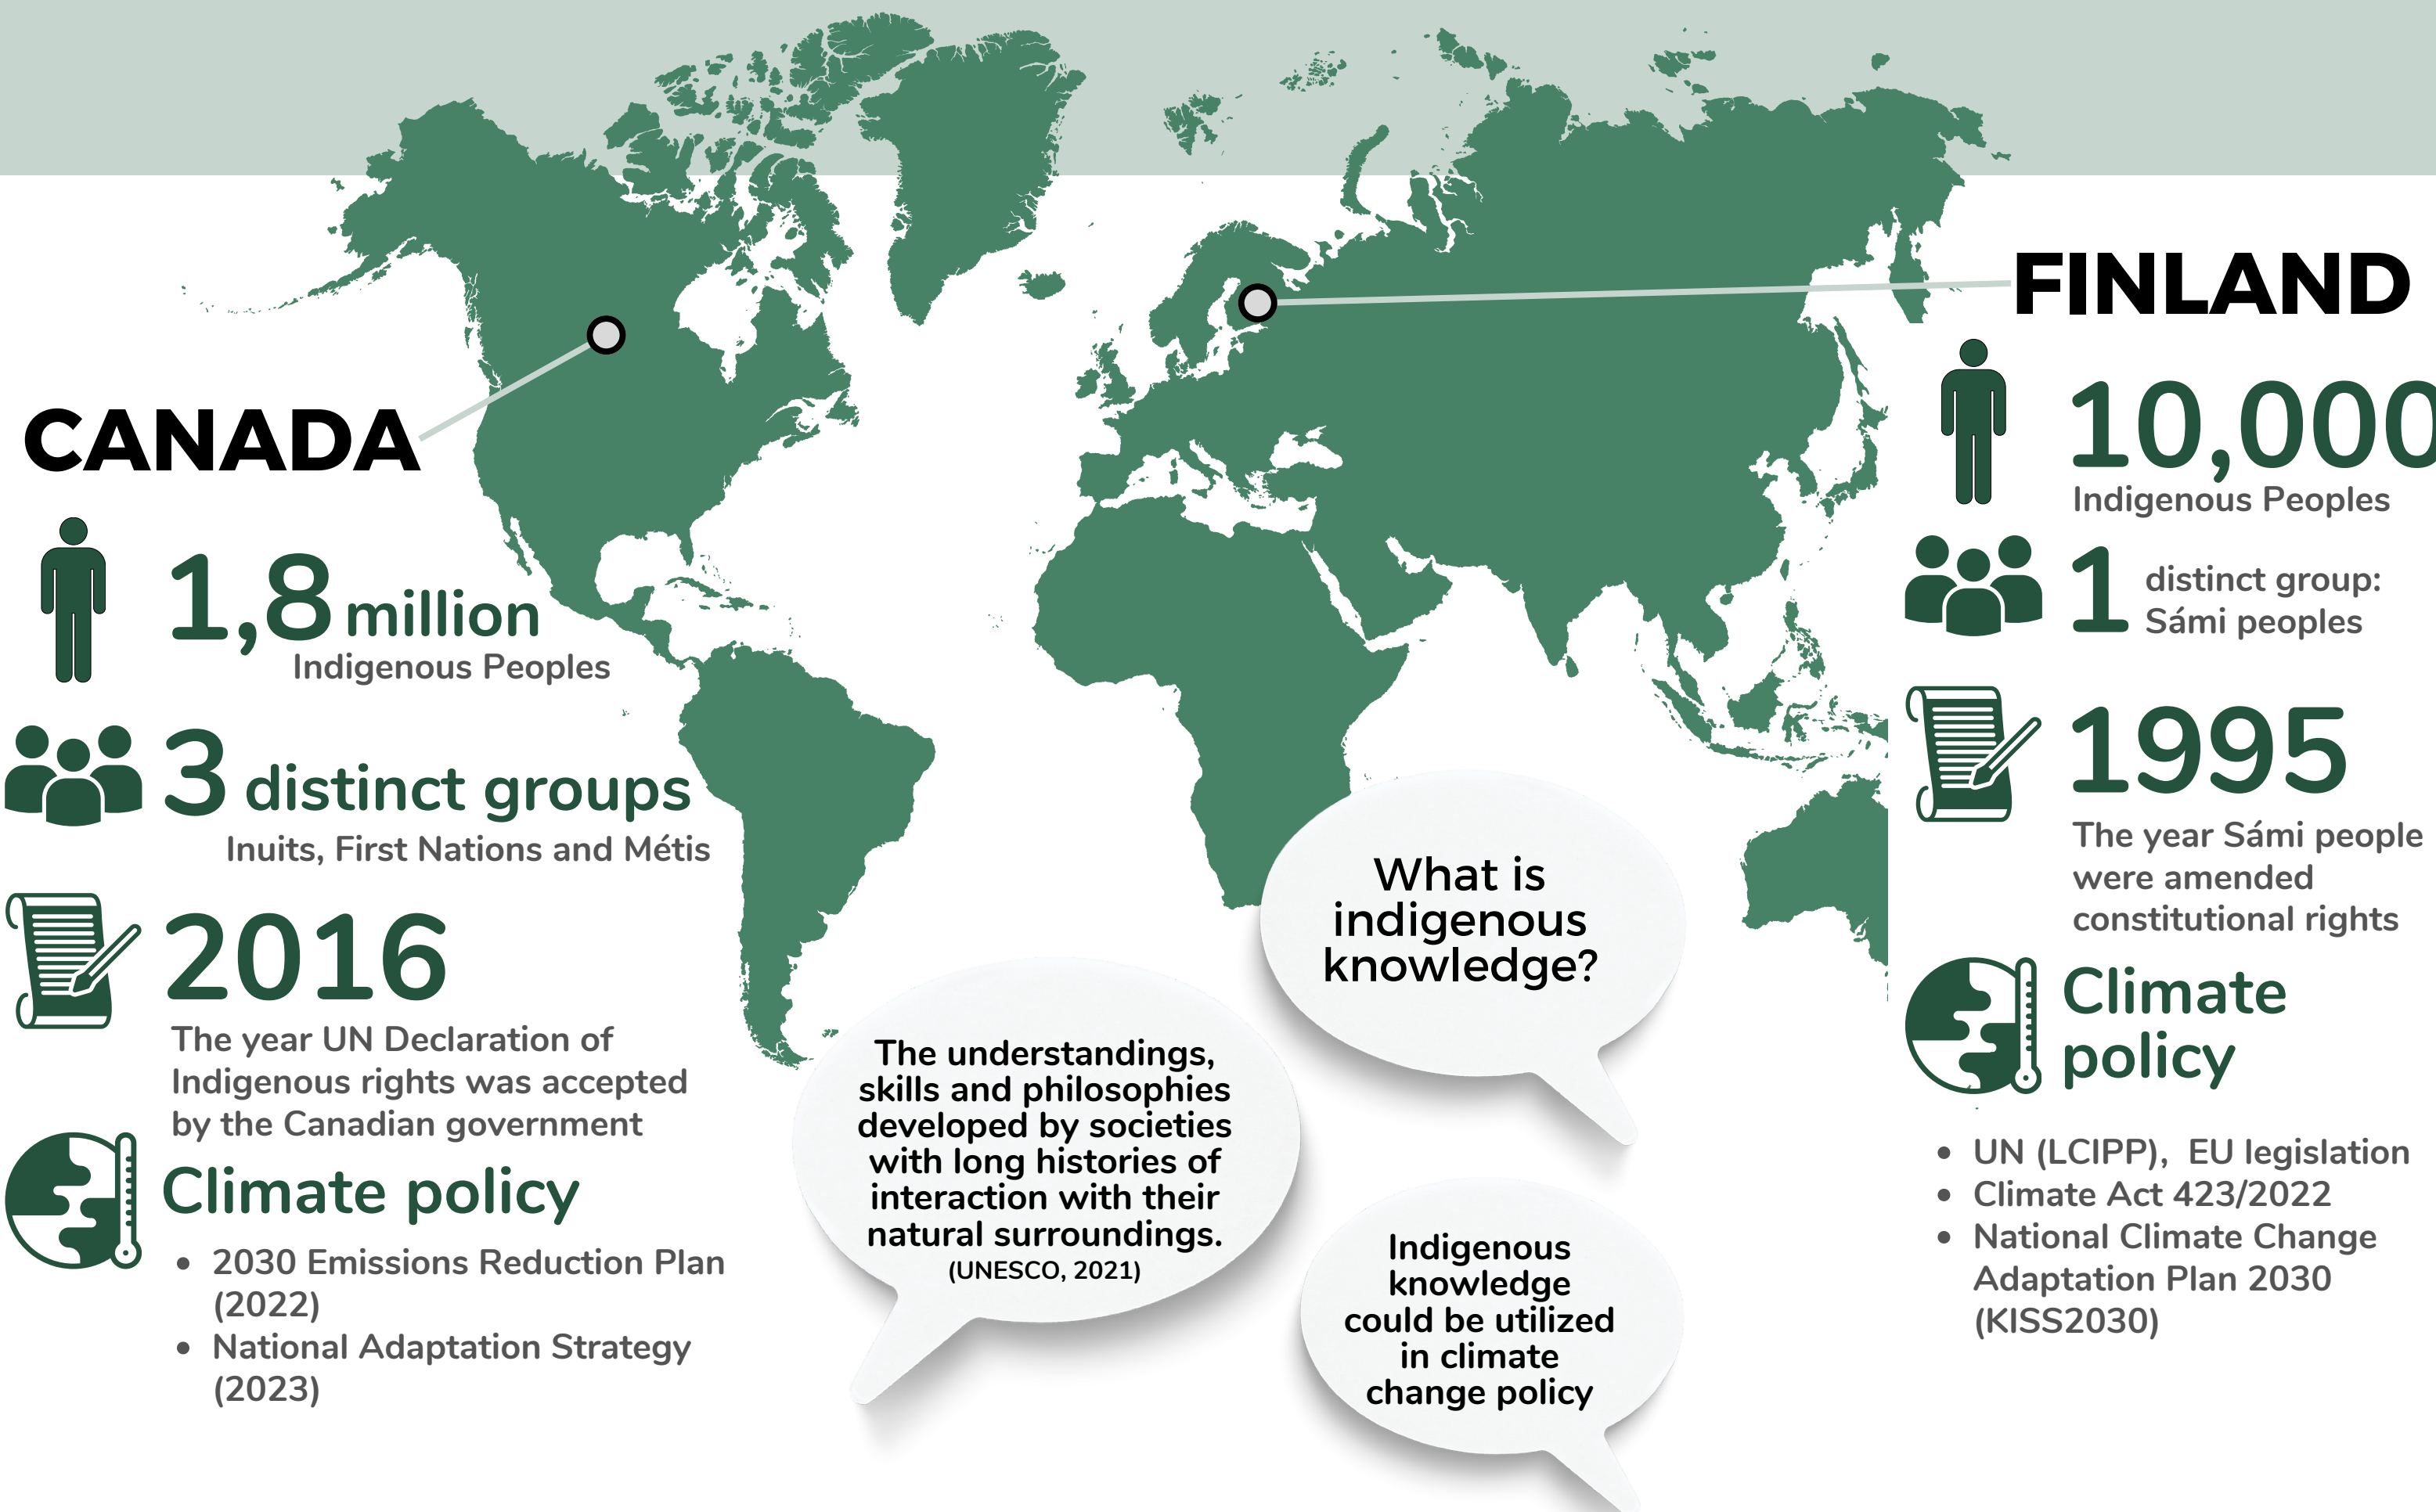 CANADA
1,8 million
Indigenous Peoples
3 distinct groups
Inuits, First Nations and Métis
2016
The year UN Declaration of
Indigenous rights was accepted
by the Canadian government
Climate policy
• 2030 Emissions Reduction Plan
(2022)
• National Adaptation Strategy
(2023)
What is
indigenous
knowledge?
The understandings,
skills and philosophies
developed by societies
with long histories of
interaction with their
natural surroundings.
(UNESCO, 2021)
Indigenous
knowledge
could be utilized
in climate
change policy
FINLAND
10,000
Indigenous Peoples
1 distinct group:
Sámi peoples
1995
The year Sámi people
were amended
constitutional rights
Climate
policy
• UN (LCIPP), EU legislation
• Climate Act 423/2022
• National Climate Change
Adaptation Plan 2030
(KISS2030)